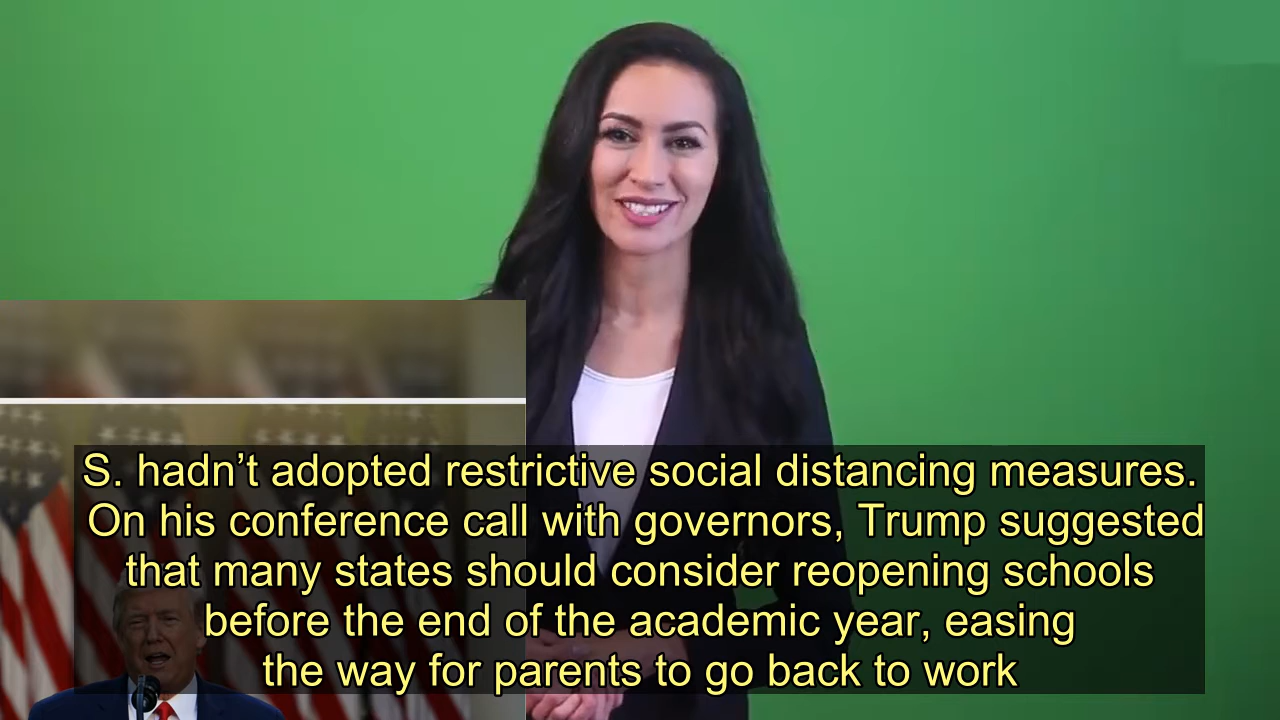 S. hadn’t adopted restrictive social distancing measures.
On his conference call with governors, Trump suggested
that many states should consider reopening schools
before the end of the academic year, easing
the way for parents to go back to work